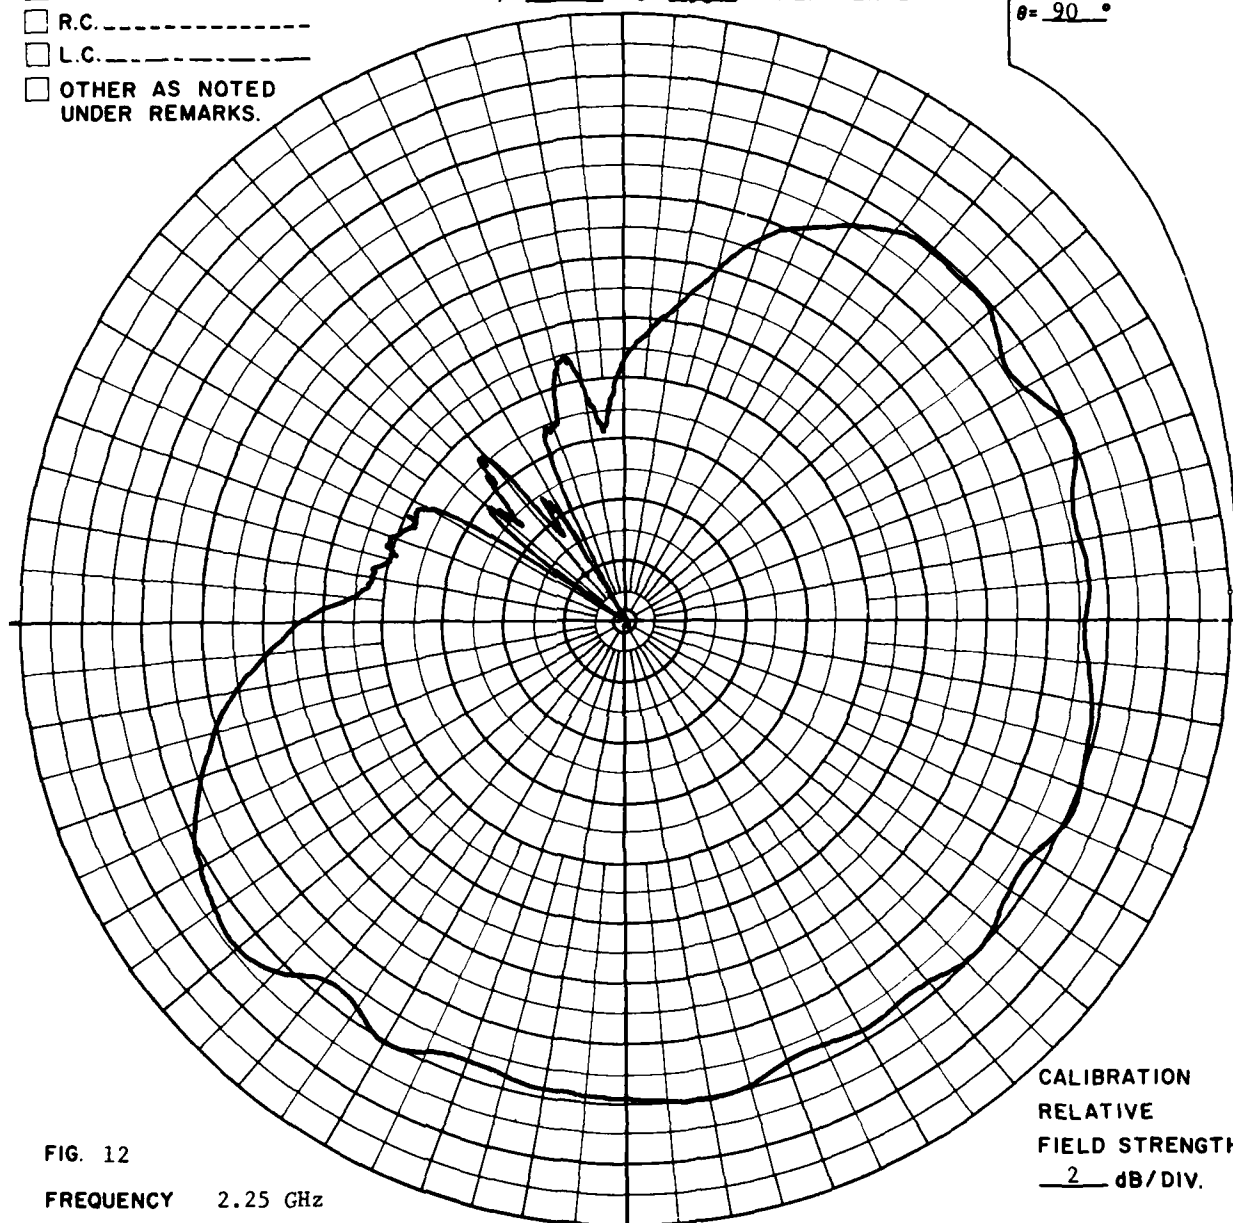 R.C.
L.C.
OTHER AS NOTED
UNDER REMARKS.
θ= 90 °
CALIBRATION
RELATIVE
FIELD STRENGTH
2 dB/DIV.
FIG. 12
FREQUENCY 2.25 GHz